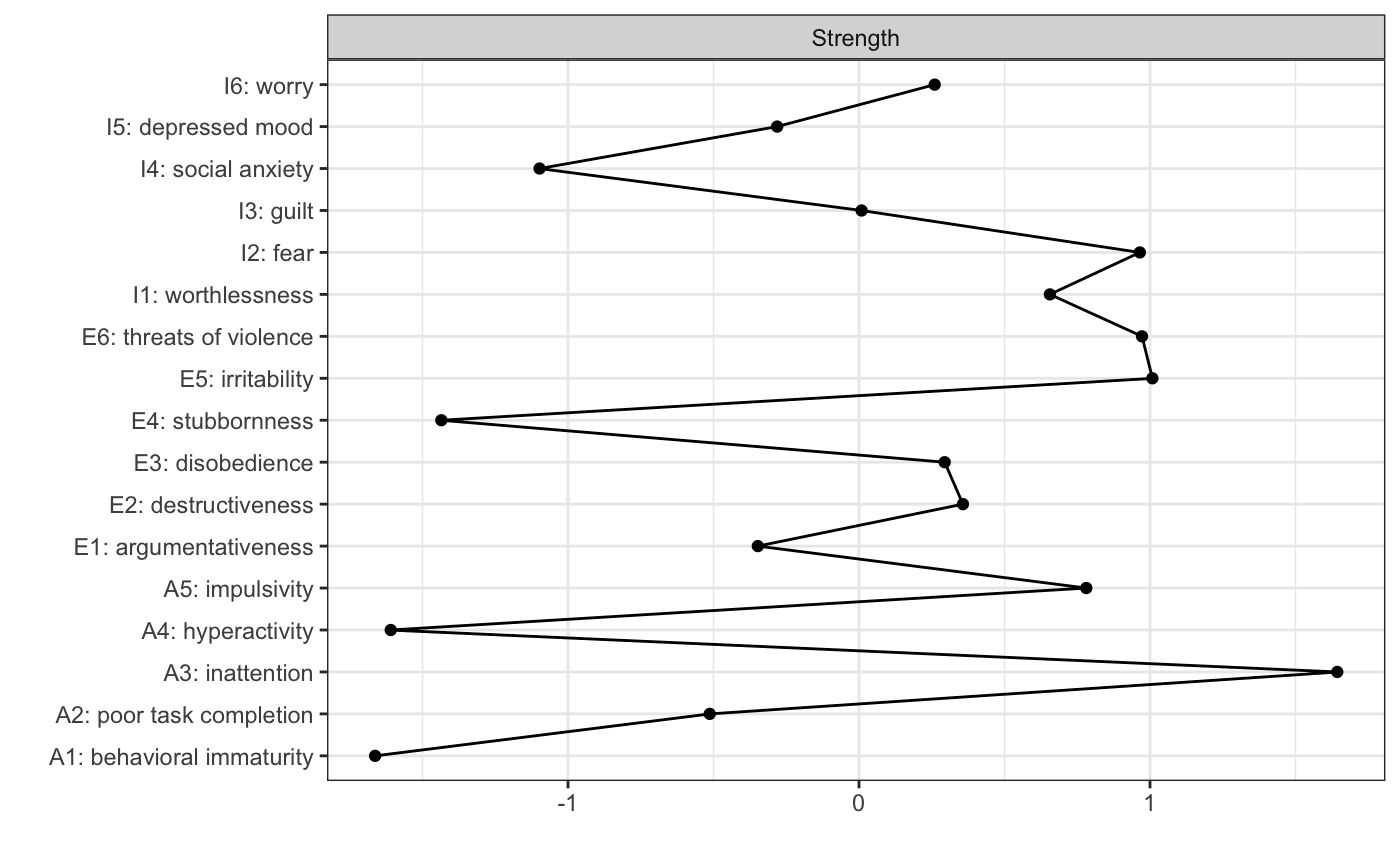 Strength
I6: worry
I5: depressed mood
I4: social anxiety
I3: guilt
I2: fear
I1: worthlessness
E6: threats of violence
E5: irritability
E4: stubbornness
E3: disobedience
E2: destructiveness
E1: argumentativeness
A5: impulsivity
A4: hyperactivity
A3: inattention
A2: poor task completion
A1: behavioral immaturity
-1 0 1